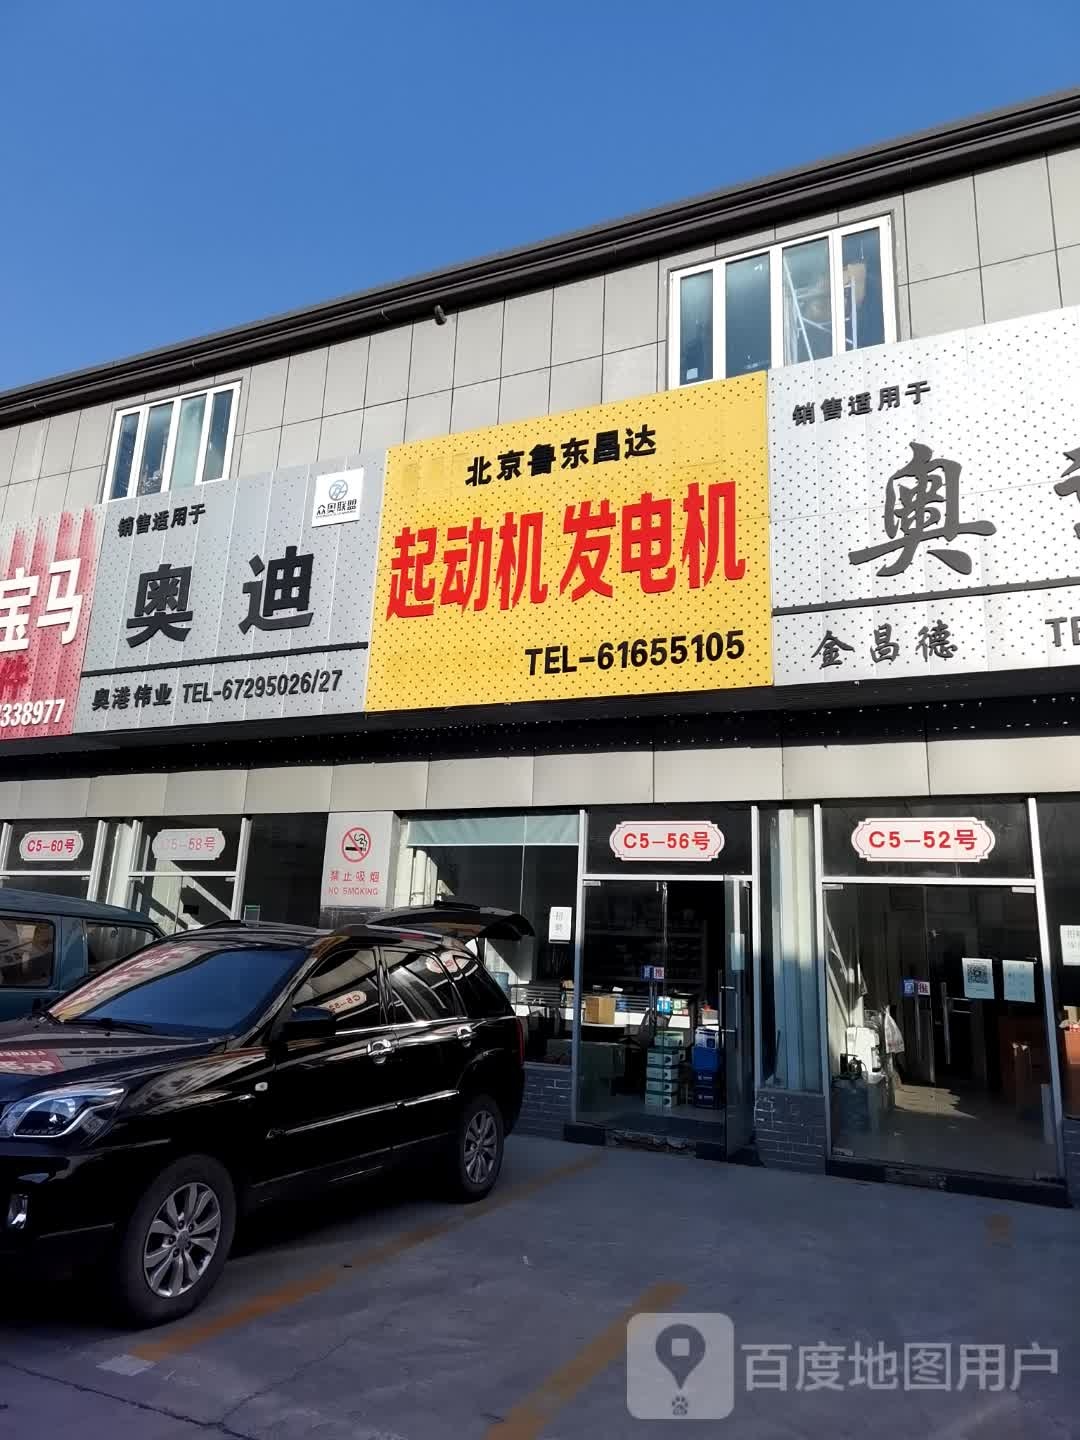 宝马
338977
销售适用于
众奥联盟
奥迪
奥港伟业 TEL-67295026/27
北京鲁东昌达
起动机 发电机
TEL-61655105
销售适用于
奥
金昌德
C5-60号
C5-58号
禁止吸烟
NO SMOKING
C5-56号
C5-52号
百度地图用户